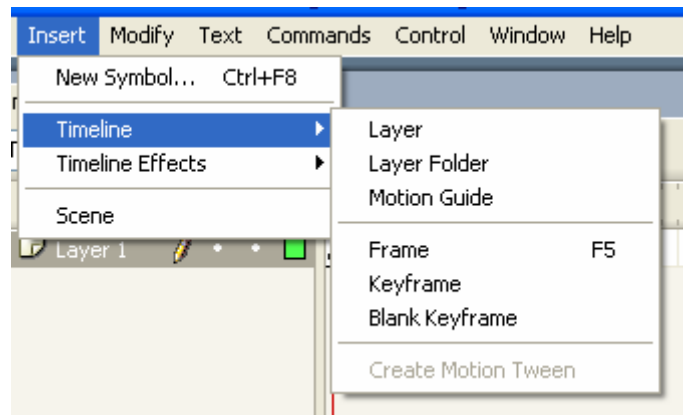 Insert Modify Text Commands Control Window Help
New Symbol... Ctrl+F8
Timeline
Timeline Effects
Scene
Layer
Layer Folder
Motion Guide
Frame F5
Keyframe
Blank Keyframe
Create Motion Tween
Layer 1